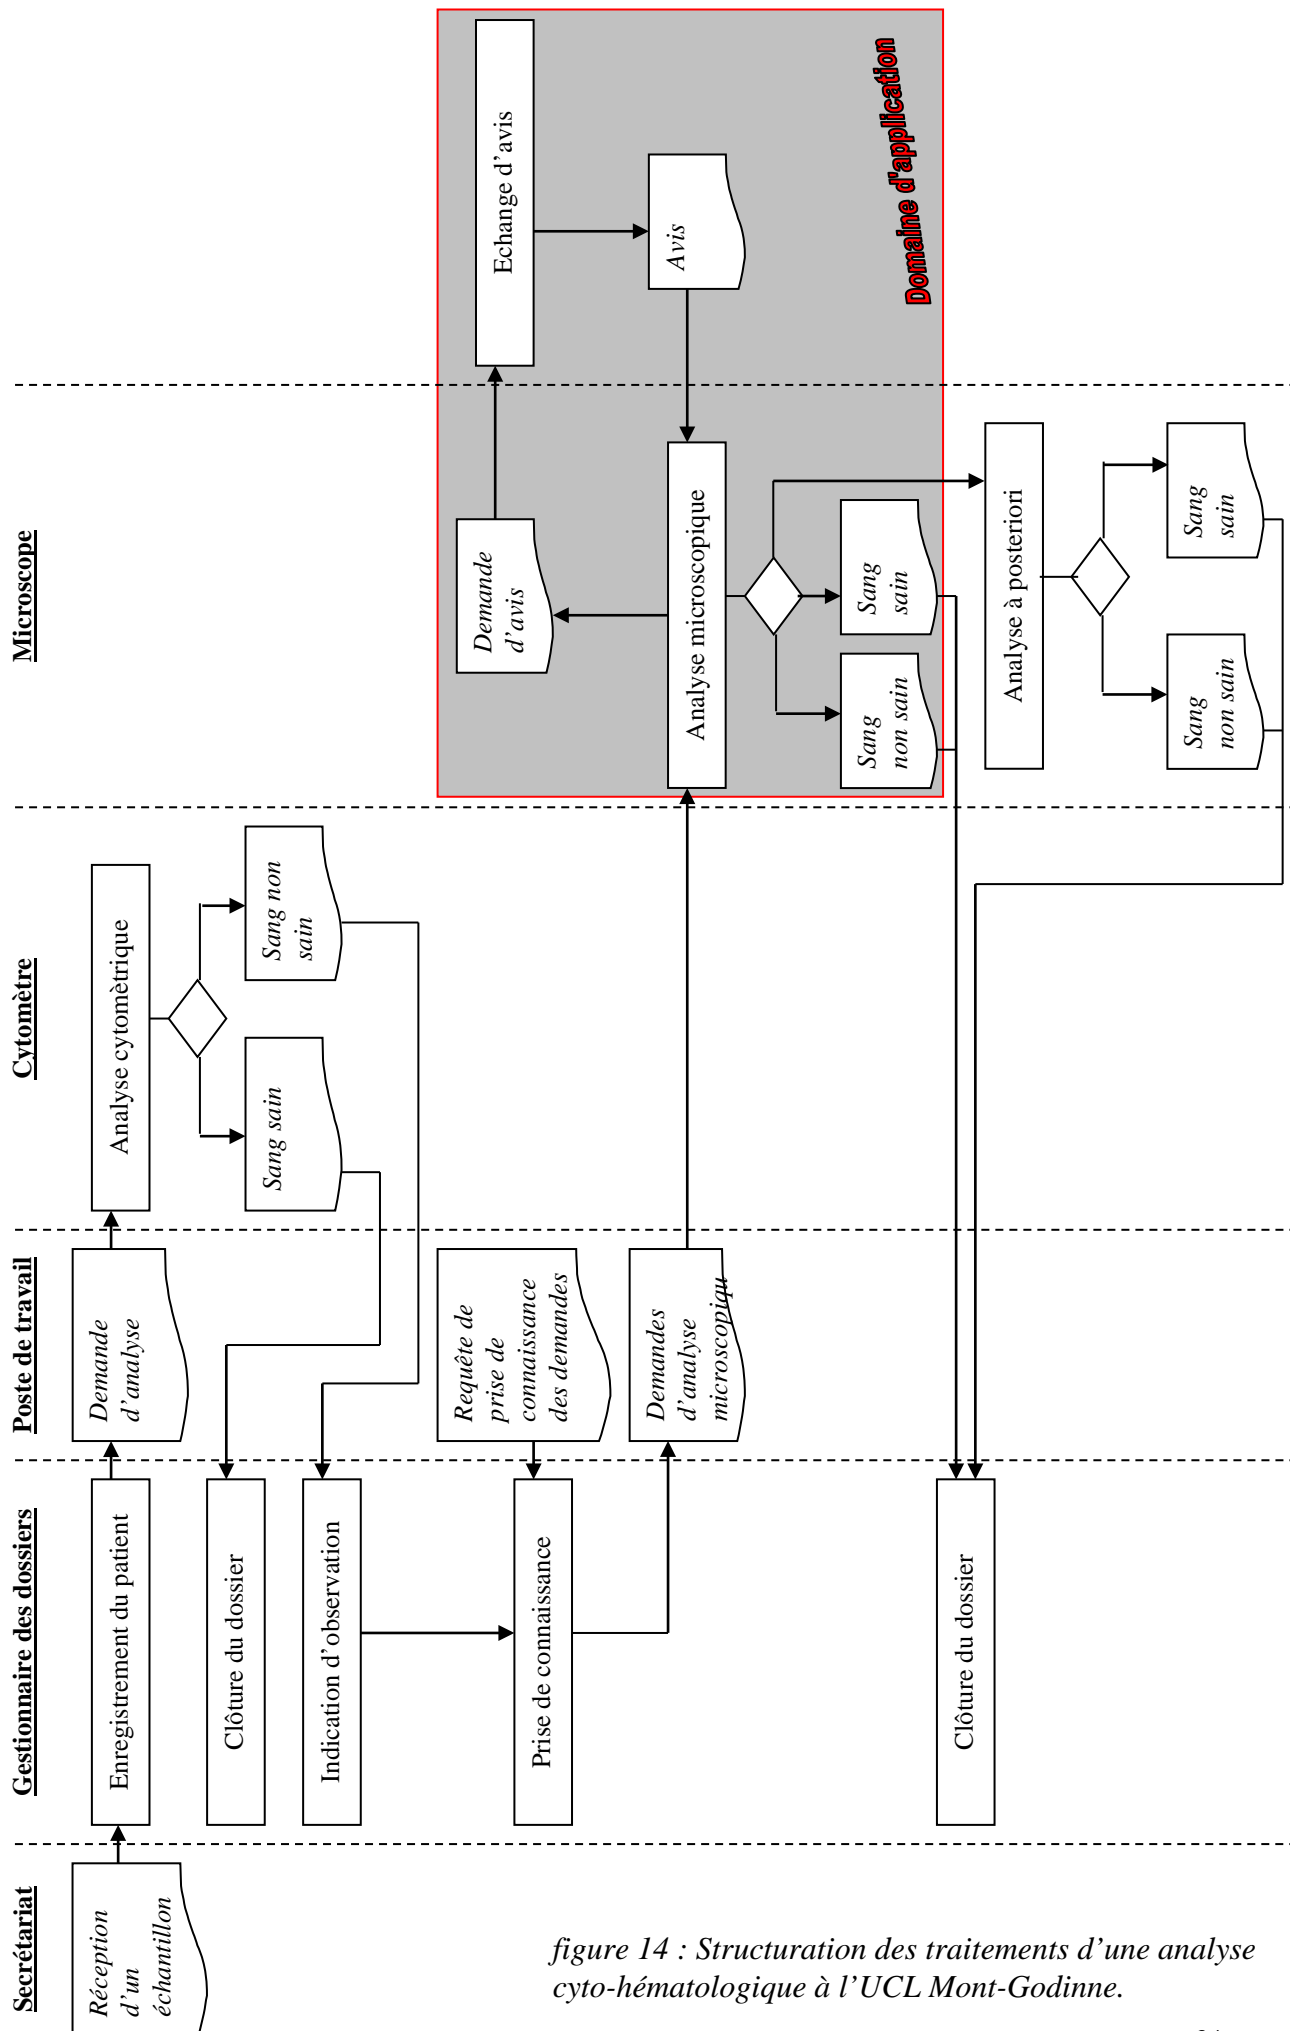 Secrétariat
Gestionnaire des dossiers
Poste de travail
Cytomètre
Microscope
Réception
d’un
échantillon
Enregistrement du patient
Demande
d’analyse
Analyse cytomètrique
Sang sain
Sang non
sain
Clôture du dossier
Indication d’observation
Requête de
prise de
connaissance
des demandes
Prise de connaissance
Demandes
d’analyse
microscopiqu
Demande
d’avis
Echange d’avis
Avis
Analyse microscopique
Sang
non sain
Sang
sain
Domaine d'application
Clôture du dossier
Analyse à posteriori
Sang
non sain
Sang
sain
figure 14 : Structuration des traitements d’une analyse
cyto-hématologique à l’UCL Mont-Godinne.